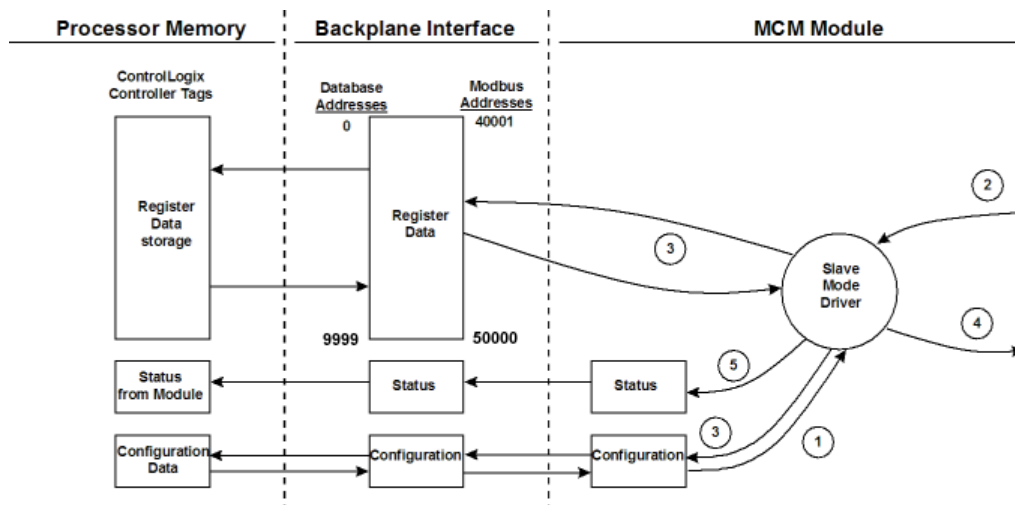 Processor Memory
Backplane Interface
MCM Module
ControlLogix
Controller Tags
Database
Addresses
0
Modbus
Addresses
40001
Register
Data
storage
Register
Data
3
2
Slave
Mode
Driver
4
9999
50000
Status
from Module
Status
Status
5
Configuration
Data
Configuration
Configuration
3
1